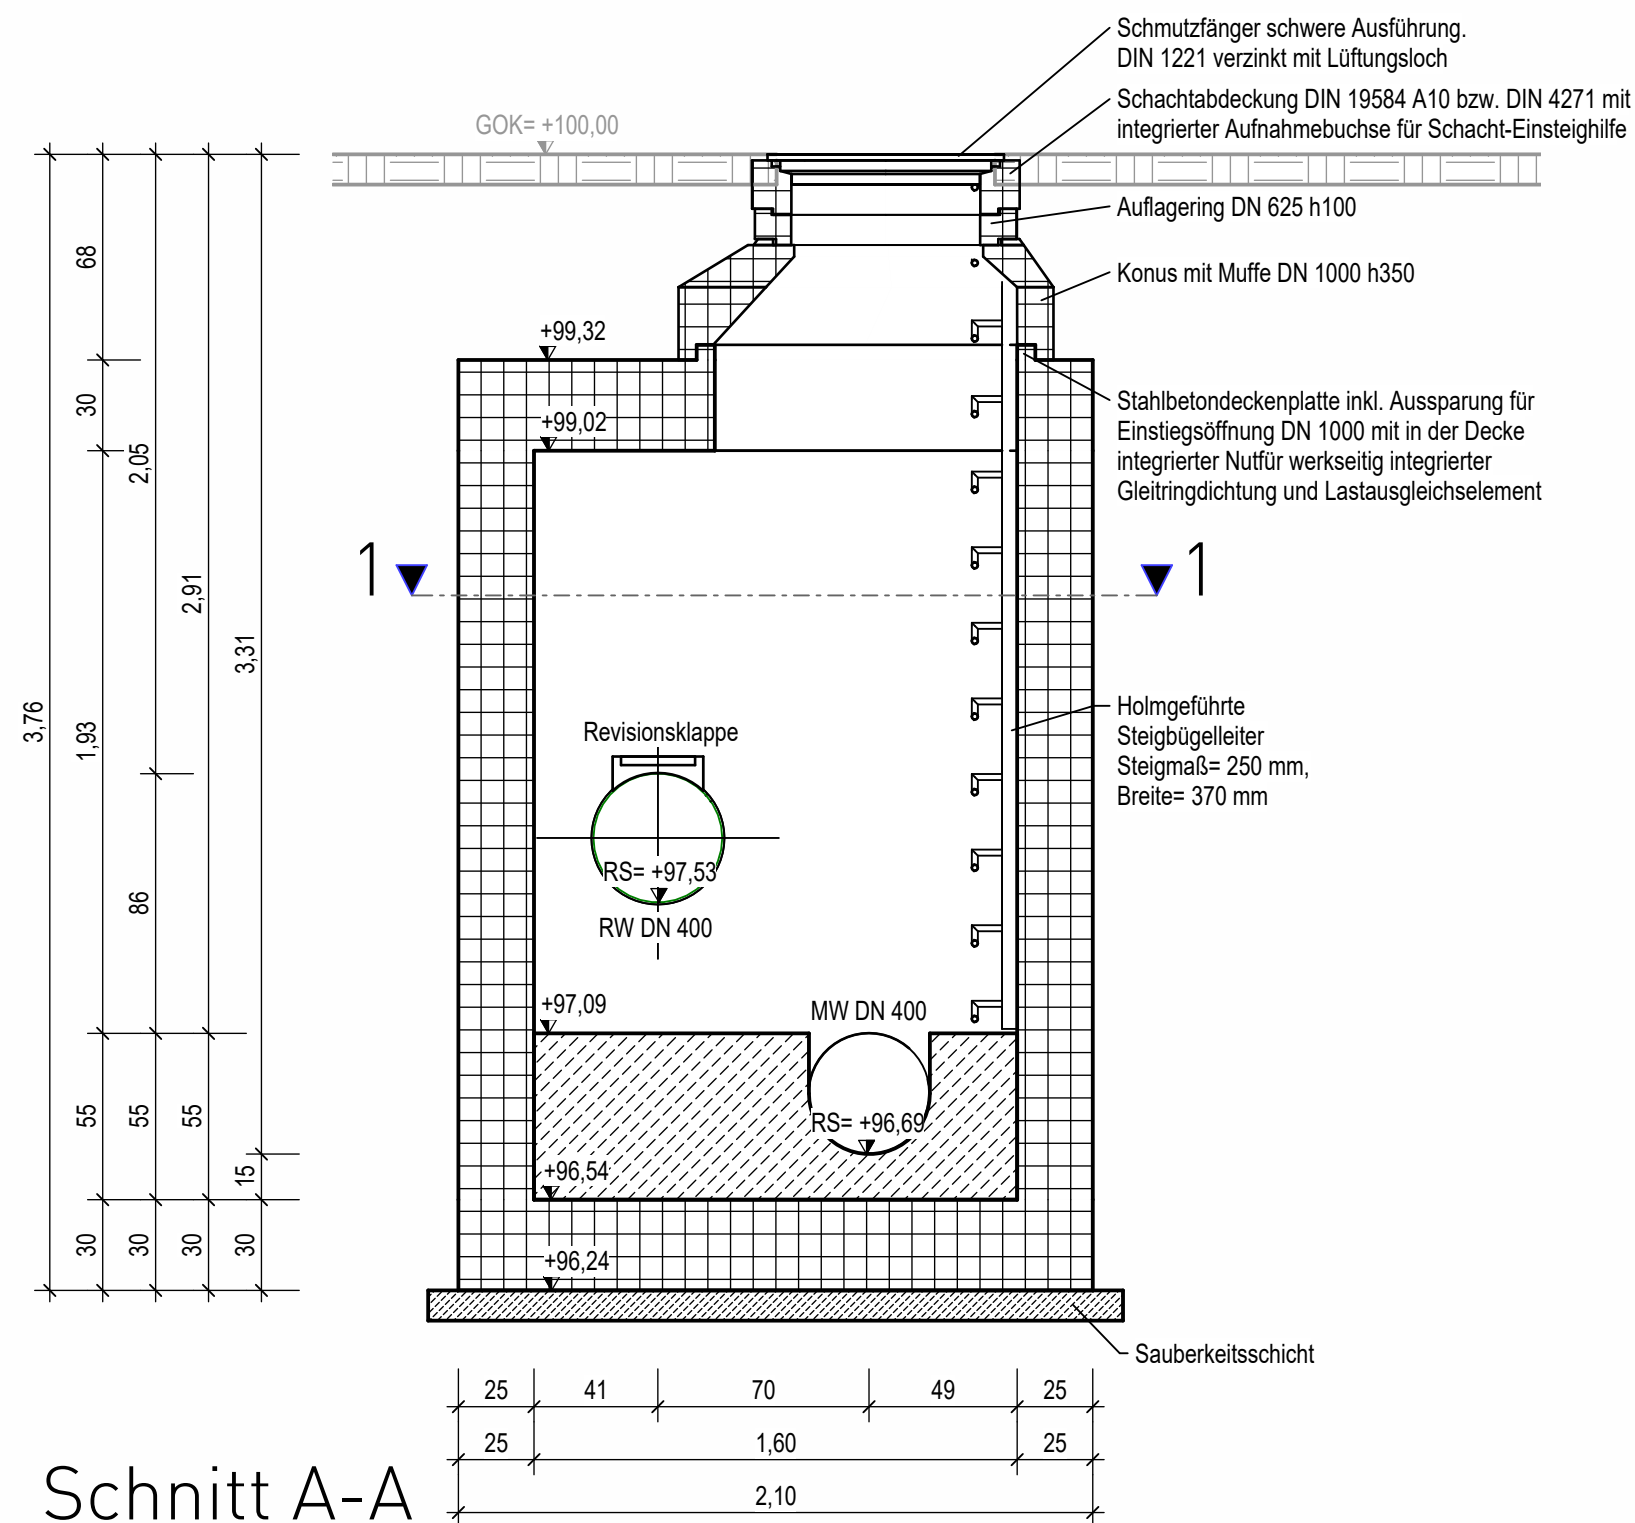 Schmutzfänger schwere Ausführung.
DIN 1221 verzinkt mit Lüftungsloch
Schachtabdeckung DIN 19584 A10 bzw. DIN 4271 mit
integrierter Aufnahmebuchse für Schacht-Einsteighilfe
GOK= +100,00
Auflagering DN 625 h100
68
Konus mit Muffe DN 1000 h350
+99,32
30
Stahlbetondeckenplatte inkl. Aussparung für
Einstiegsöffnung DN 1000 mit in der Decke
integrierter Nutfür werkseitig integrierter
Gleitringdichtung und Lastausgleichselement
+99,02
2,05
1
1
2,91
3,31
3,76
1,93
Revisionsklappe
Holmgeführte
Steigbügelleiter
Steigmaß= 250 mm,
Breite= 370 mm
86
RS= +97,53
RW DN 400
+97,09
MW DN 400
55
55
55
RS= +96,69
15
+96,54
30
30
30
30
+96,24
Sauberkeitsschicht
25
41
70
49
25
25
1,60
25
2,10
Schnitt A-A